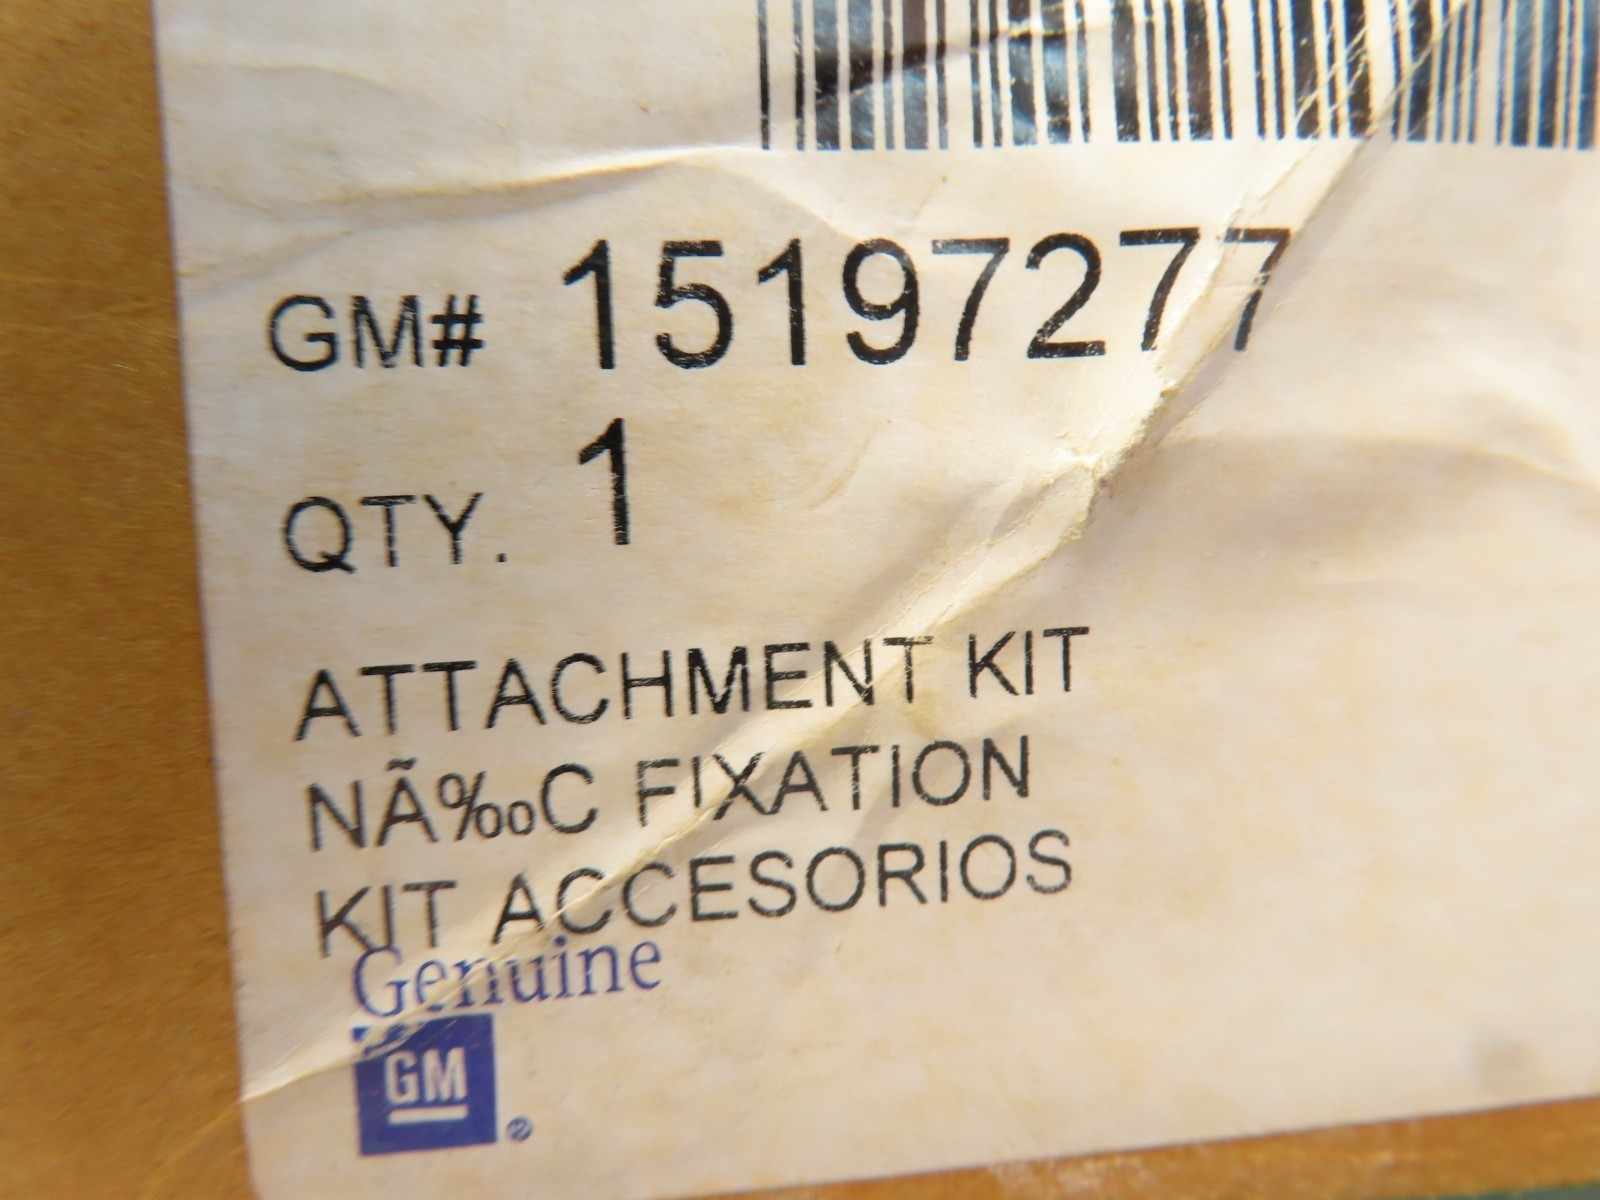 GM# 15197277
QTY. 1
ATTACHMENT KIT
NÃ‰C FIXATION
KIT ACCESORIOS
Genuine
GM
®